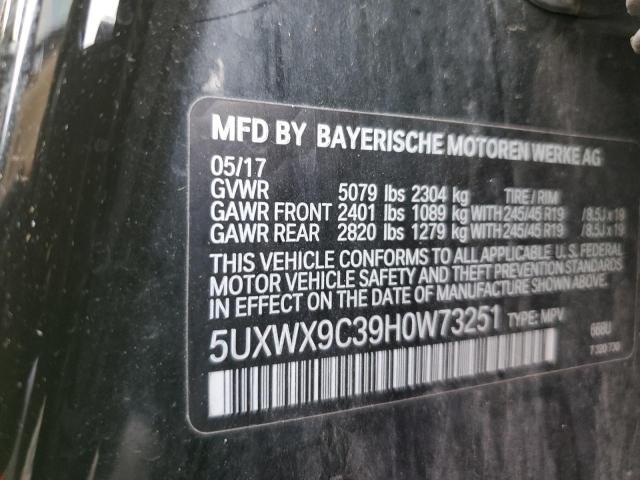 MFD BY BAYERISCHE MOTOREN WERKE AG
05/17
GVWR 5079 lbs 2304 kg TIRE / RIM
GAWR FRONT 2401 lbs 1089 kg WITH 245/45 R19 / 8.5J x 19
GAWR REAR 2820 lbs 1279 kg WITH 245/45 R19 / 8.5J x 19
THIS VEHICLE CONFORMS TO ALL APPLICABLE U. S. FEDERAL
MOTOR VEHICLE SAFETY AND THEFT PREVENTION STANDARDS
IN EFFECT ON THE DATE OF MANUFACTURE SHOWN ABOVE.
5UXWX9C39H0W73251 TYPE: MPV 668U
7 320 730